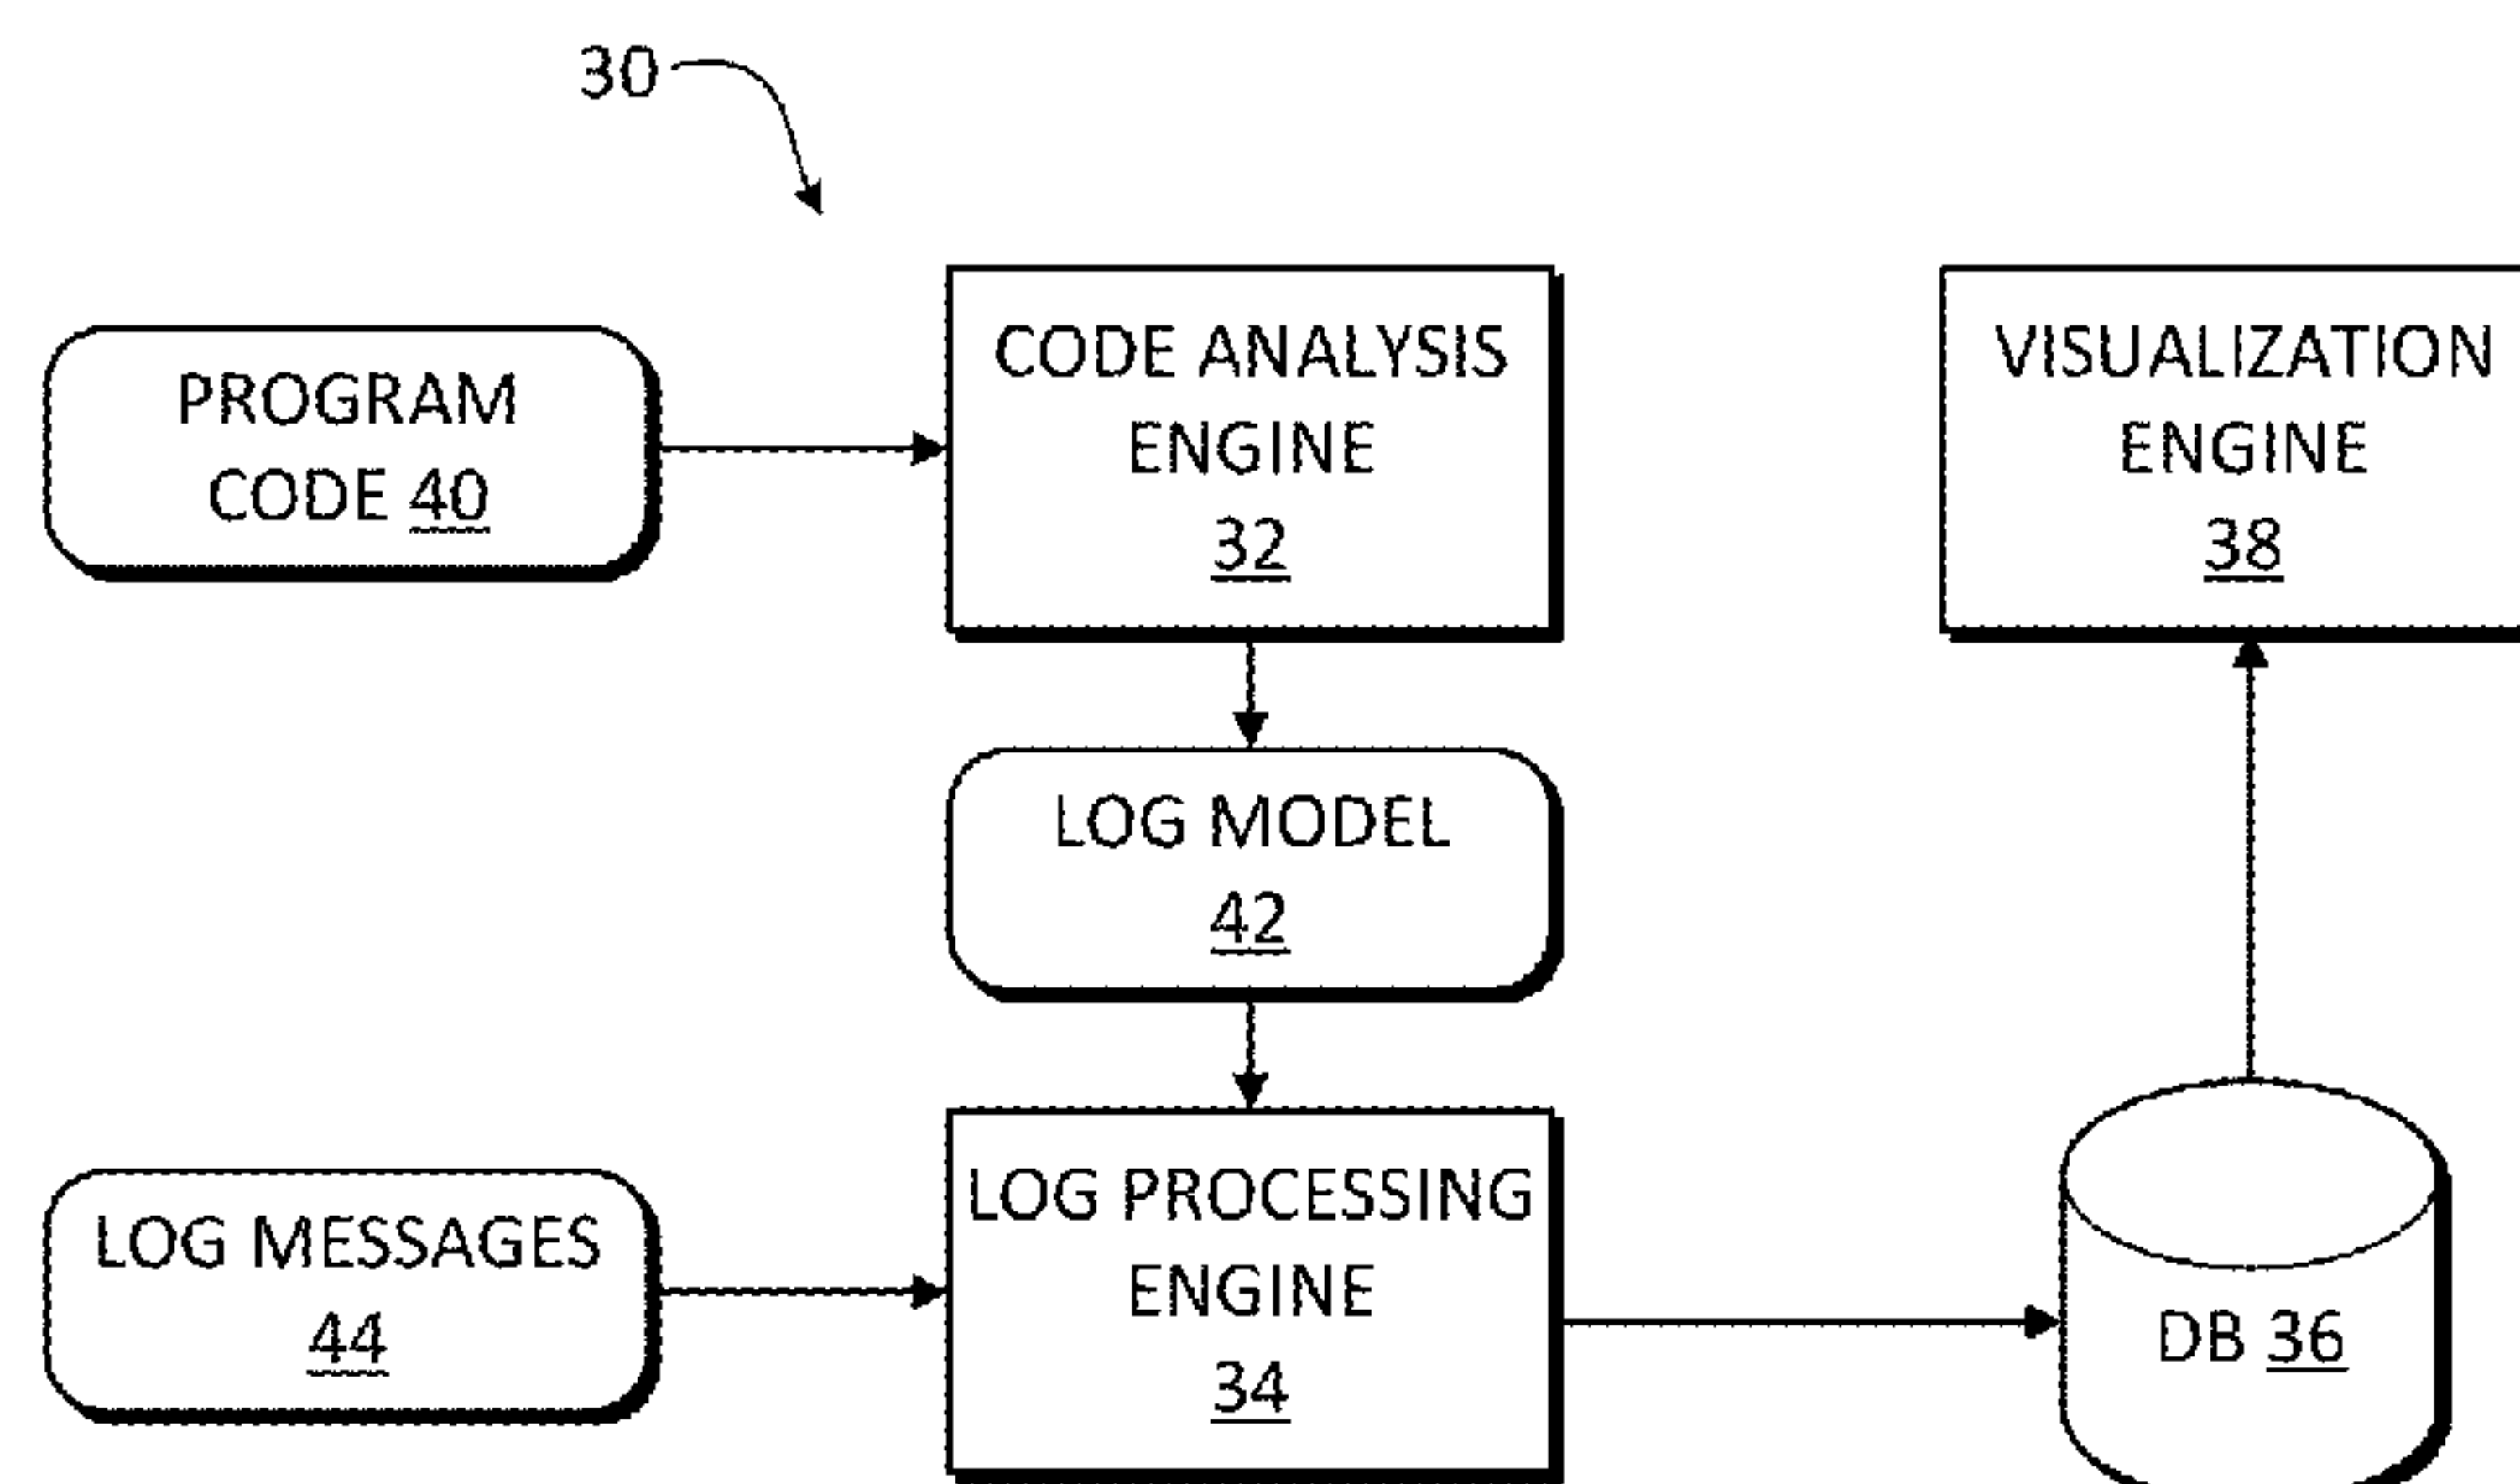 30
PROGRAM
CODE 40
CODE ANALYSIS
ENGINE
32
VISUALIZATION
ENGINE
38
LOG MODEL
42
LOG MESSAGES
44
LOG PROCESSING
ENGINE
34
DB 36